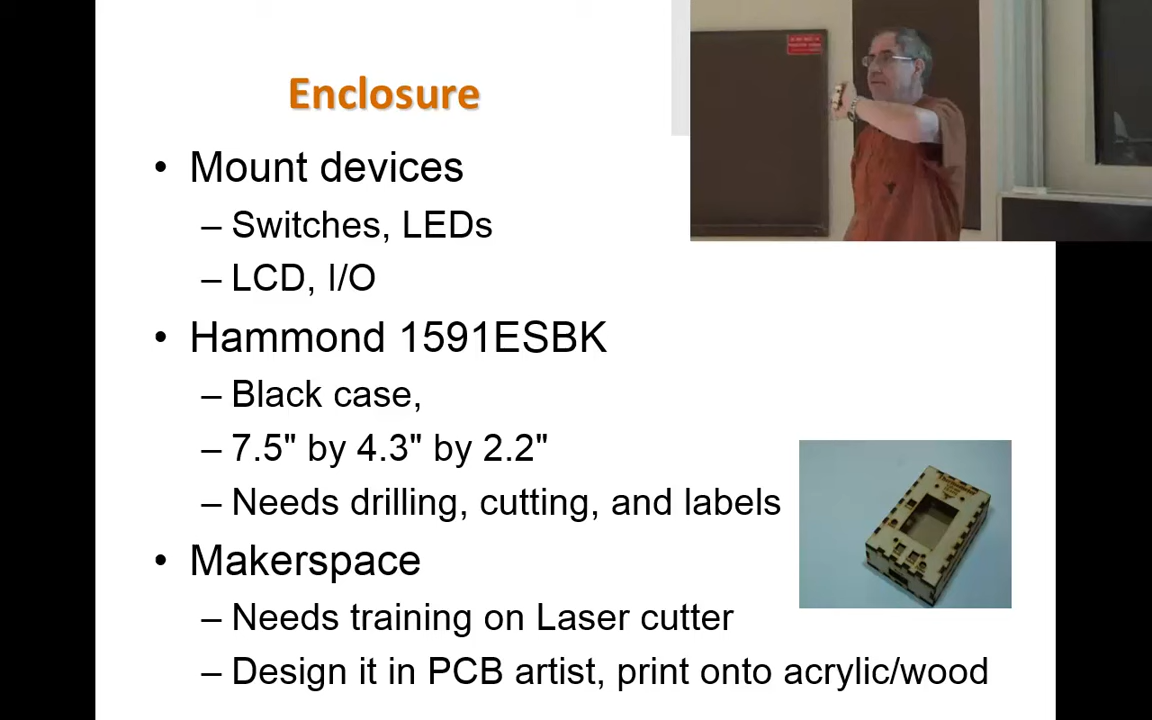 Enclosure
• Mount devices
– Switches, LEDs
– LCD, I/O
• Hammond 1591ESBK
– Black case,
– 7.5" by 4.3" by 2.2"
– Needs drilling, cutting, and labels
• Makerspace
– Needs training on Laser cutter
– Design it in PCB artist, print onto acrylic/wood